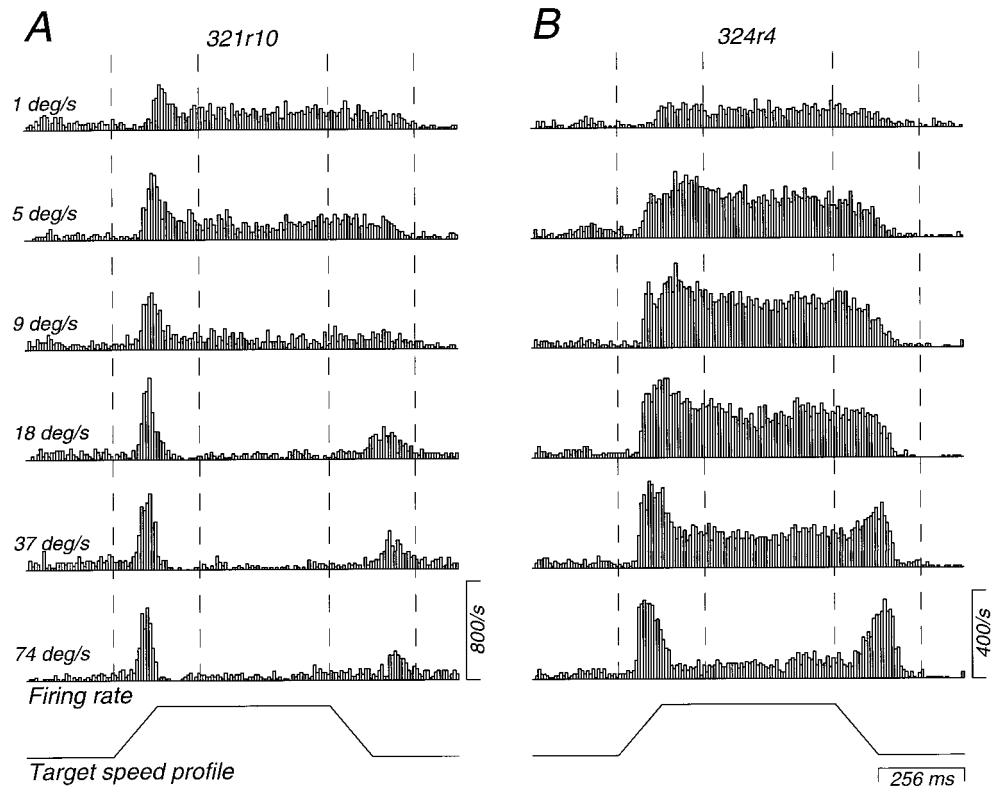 A
321r10
B
324r4
1 deg/s
5 deg/s
9 deg/s
18 deg/s
37 deg/s
74 deg/s
800/s
400/s
Firing rate
Target speed profile
256 ms